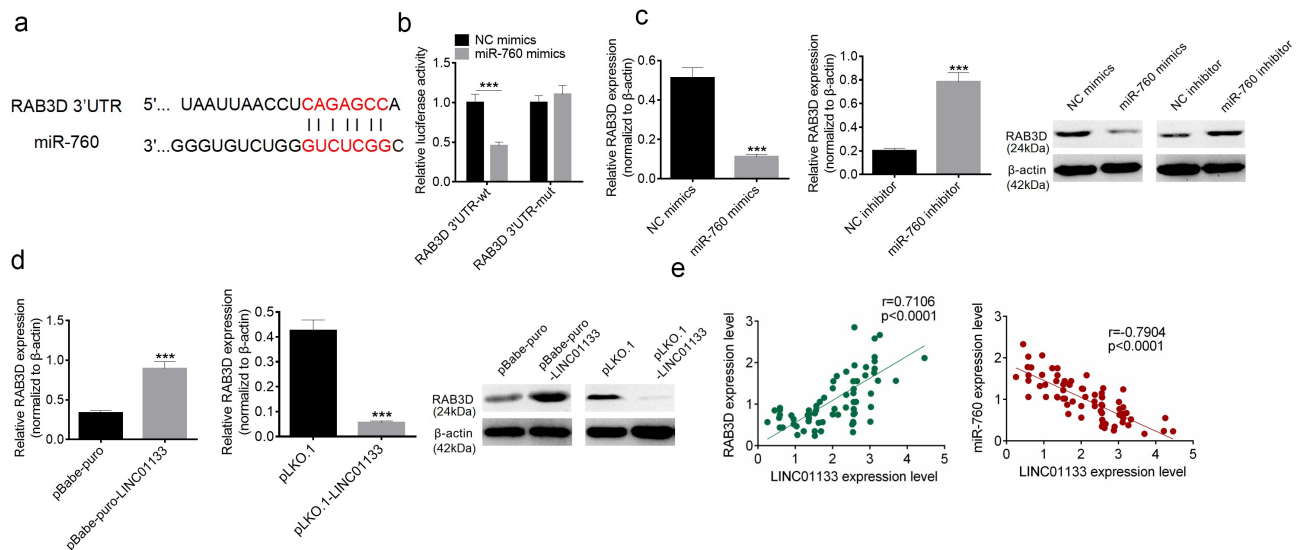 a
RAB3D 3'UTR 5'... UAAUUAACCUCAGAGCCA
miR-760 3'...GGGUGUCUGGGUCUCGGC
b
NC mimics
miR-760 mimics
Relative luciferase activity
1.5
1.0
0.5
0.0
***
RAB3D 3'UTR-wt
RAB3D 3'UTR-mut
c
Relative RAB3D expression
(normalizd to β-actin)
0.6
0.4
0.2
0.0
***
NC mimics
miR-760 mimics
Relative RAB3D expression
(normalizd to β-actin)
1.0
0.8
0.6
0.4
0.2
0.0
***
NC inhibitor
miR-760 inhibitor
NC mimics
miR-760 mimics
NC inhibitor
miR-760 inhibitor
RAB3D
(24kDa)
β-actin
(42kDa)
d
Relative RAB3D expression
(normalizd to β-actin)
1.5
1.0
0.5
0.0
***
pBabe-puro
pBabe-puro-LINC01133
Relative RAB3D expression
(normalizd to β-actin)
0.5
0.4
0.3
0.2
0.1
0.0
***
pLKO.1
pLKO.1-LINC01133
pBabe-puro
pBabe-puro
-LINC01133
pLKO.1
pLKO.1
-LINC01133
RAB3D
(24kDa)
β-actin
(42kDa)
e
r=0.7106
p<0.0001
RAB3D expression level
3
2
1
0
0 1 2 3 4 5
LINC01133 expression level
r=-0.7904
p<0.0001
miR-760 expression level
3
2
1
0
0 1 2 3 4 5
LINC01133 expression level